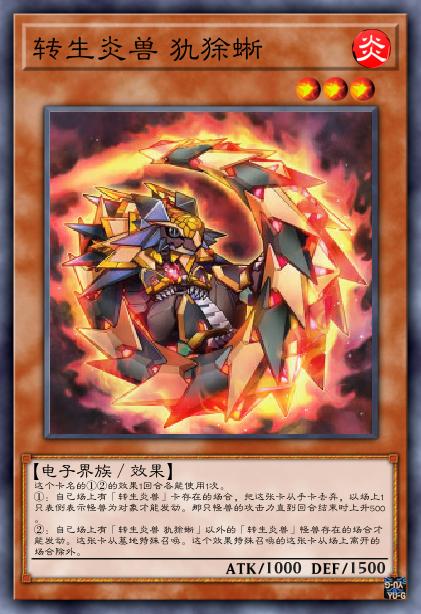 转生炎兽 犰狳蜥
炎
【电子界族／效果】
这个卡名的①②的效果1回合各能使用1次。
①：自己场上有「转生炎兽」卡存在的场合，把这张卡从手卡丢弃，以场上1
只表侧表示怪兽为对象才能发动。那只怪兽的攻击力直到回合结束时上升500
。
②：自己场上有「转生炎兽 犰狳蜥」以外的「转生炎兽」怪兽存在的场合才
能发动。这张卡从墓地特殊召唤。这个效果特殊召唤的这张卡从场上离开的
场合除外。
ATK/1000 DEF/1500